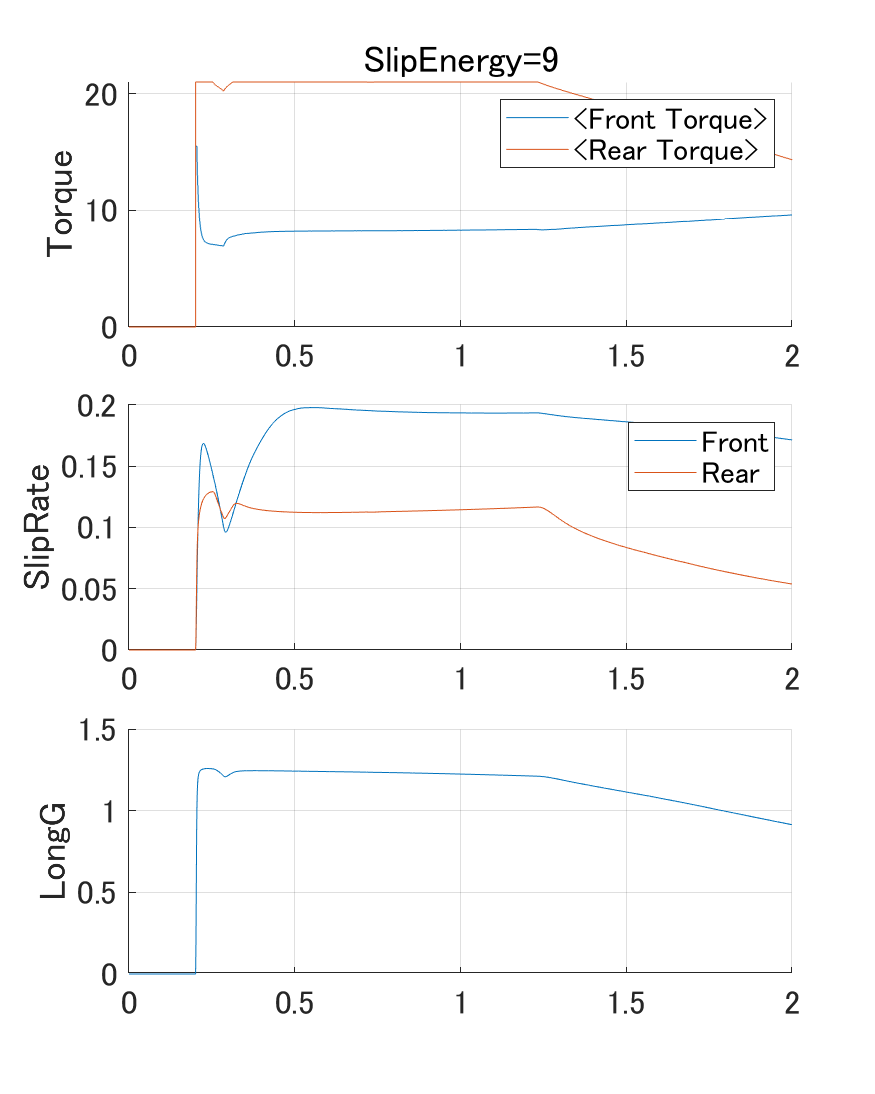 SlipEnergy=9
Torque
20
10
0
<Front Torque>
<Rear Torque>
0 0.5 1 1.5 2
SlipRate
0.2
0.15
0.1
0.05
0
Front
Rear
0 0.5 1 1.5 2
LongG
1.5
1
0.5
0
0 0.5 1 1.5 2